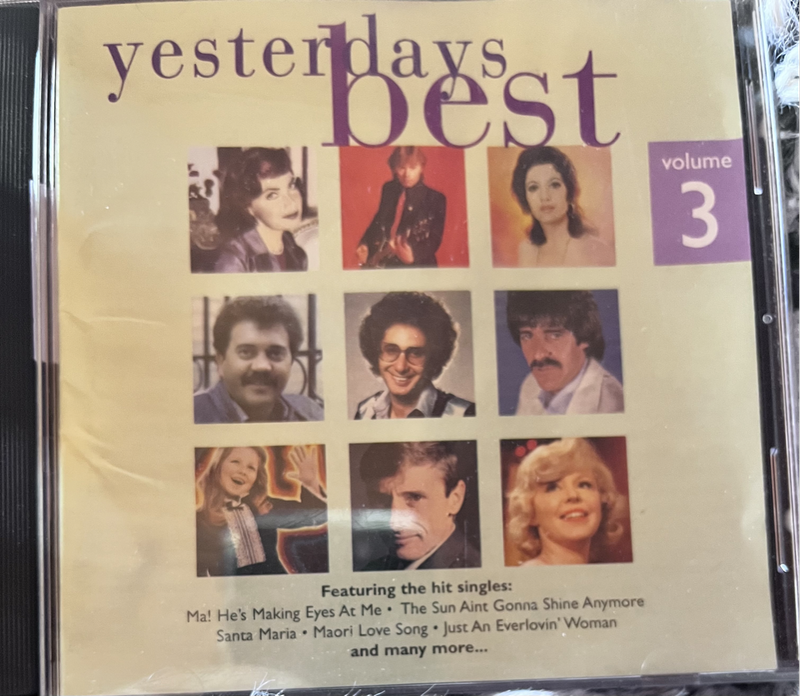 yesterdays
best
volume
3
Featuring the hit singles:
Ma! He's Making Eyes At Me • The Sun Aint Gonna Shine Anymore
Santa Maria • Maori Love Song • Just An Everlovin' Woman
and many more...